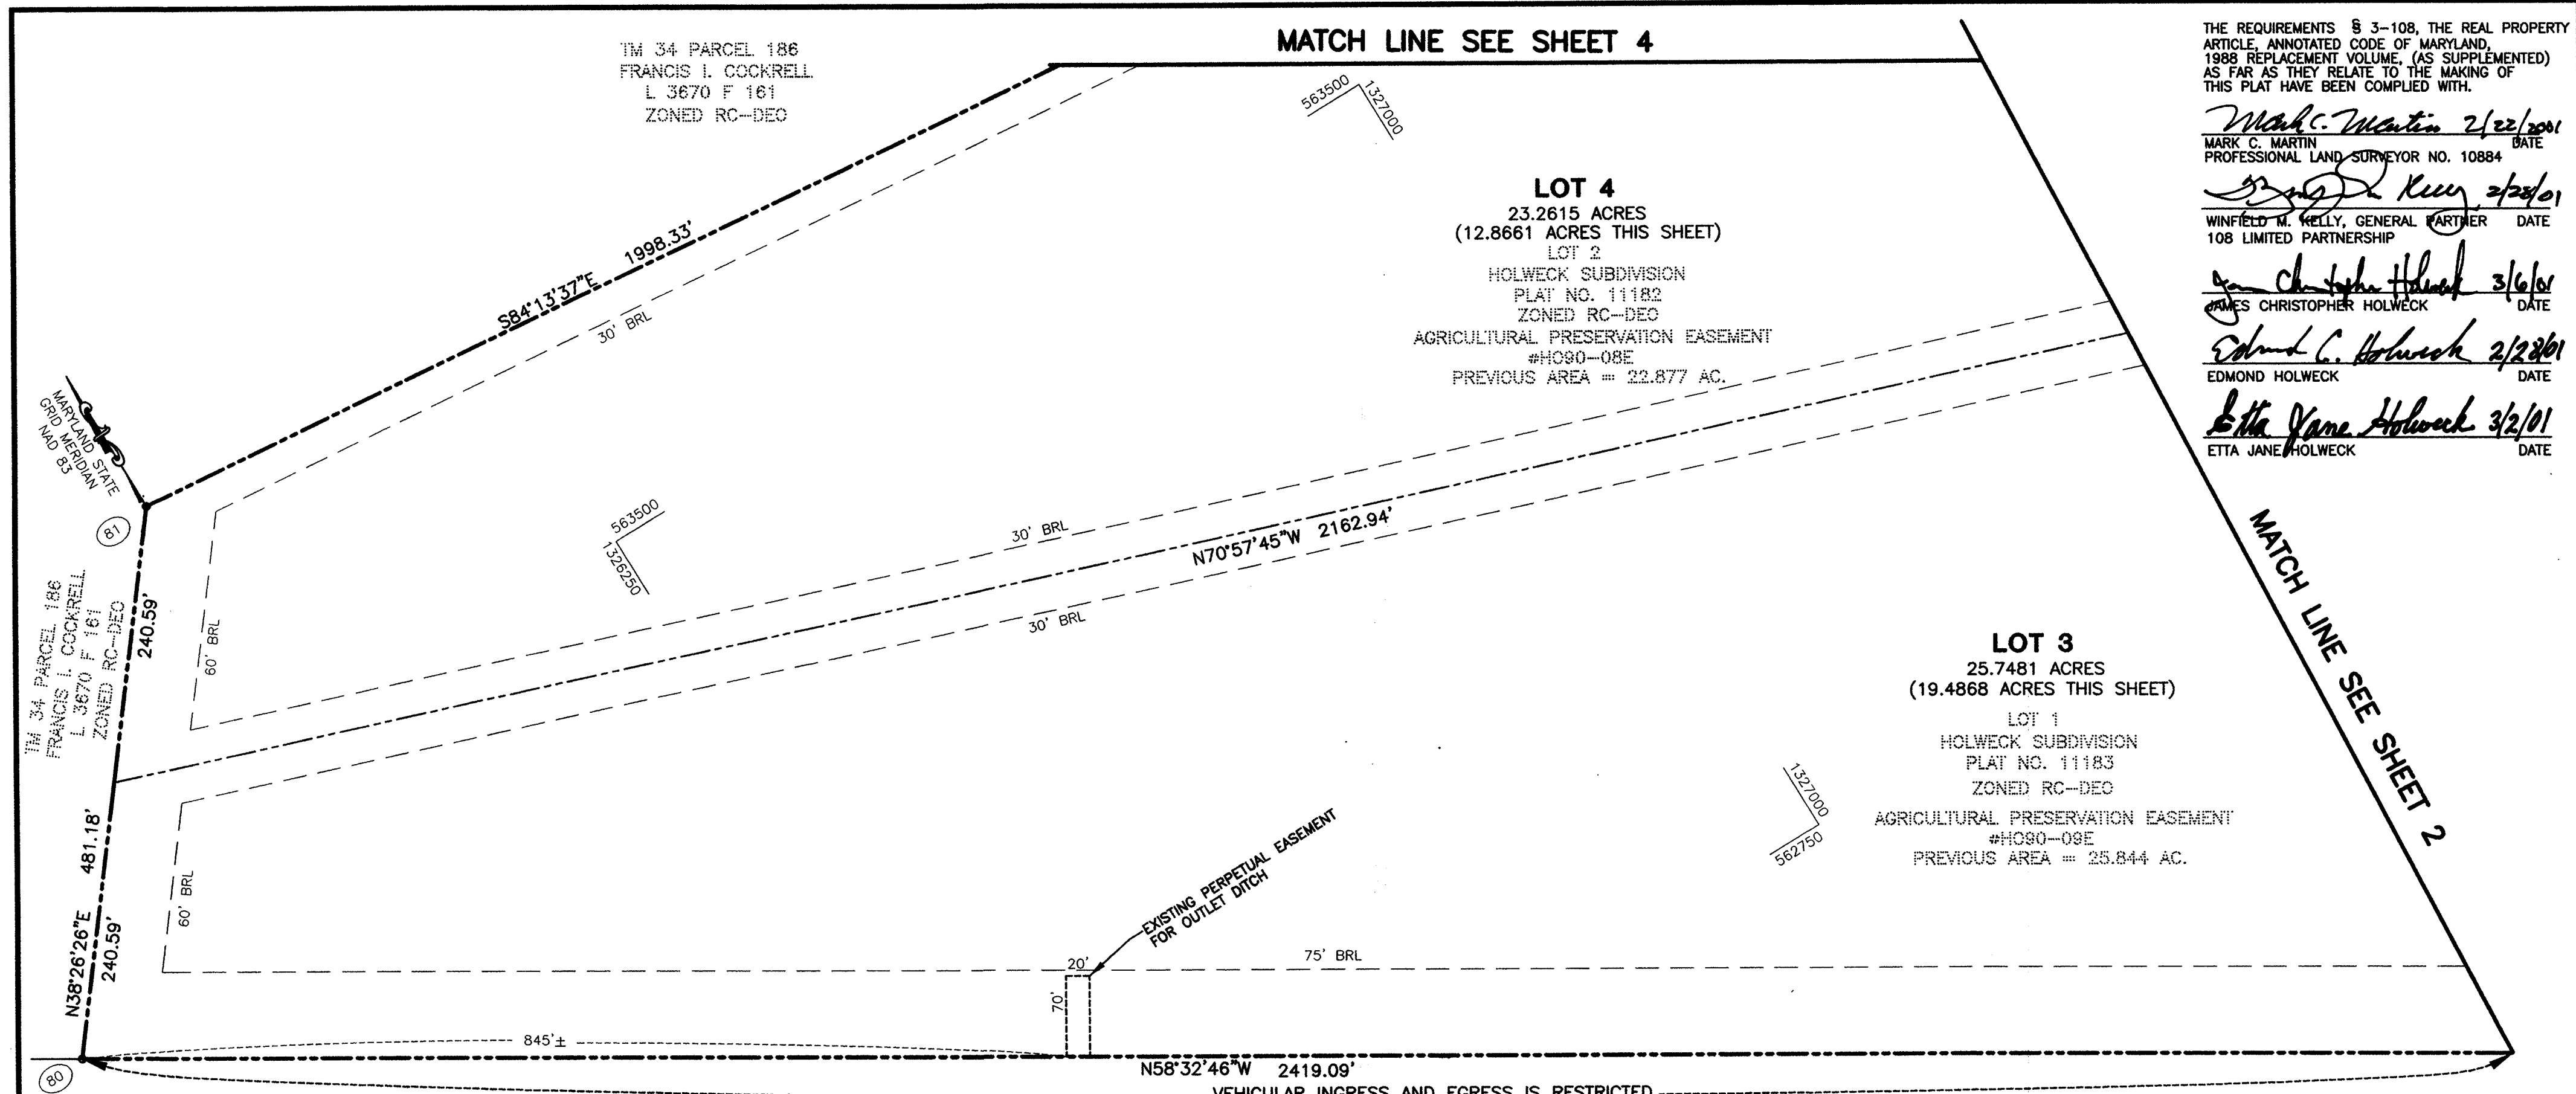 TM 34 PARCEL 186
FRANCIS I. COCKRELL
L 3670 F 161
ZONED RC-DEO
MATCH LINE SEE SHEET 4
THE REQUIREMENTS § 3-108, THE REAL PROPERTY
ARTICLE, ANNOTATED CODE OF MARYLAND,
1988 REPLACEMENT VOLUME, (AS SUPPLEMENTED)
AS FAR AS THEY RELATE TO THE MAKING OF
THIS PLAT HAVE BEEN COMPLIED WITH.
Mark C. Martin 2/22/2001
MARK C. MARTIN DATE
PROFESSIONAL LAND SURVEYOR NO. 10884
Kelly 2/28/01
WINFIELD M. KELLY, GENERAL PARTNER DATE
108 LIMITED PARTNERSHIP
James Christopher Holweck 3/6/01
JAMES CHRISTOPHER HOLWECK DATE
Edmond C. Holweck 2/28/01
EDMOND HOLWECK DATE
Etta Jane Holweck 3/2/01
ETTA JANE HOLWECK DATE
563500
1327000
LOT 4
23.2615 ACRES
(12.8661 ACRES THIS SHEET)
LOT 2
HOLWECK SUBDIVISION
PLAT NO. 11182
ZONED RC-DEO
AGRICULTURAL PRESERVATION EASEMENT
#HO90-08E
PREVIOUS AREA = 22.877 AC.
S84°13'37"E 1998.33'
30' BRL
MARYLAND STATE
GRID MERIDIAN
NAD 83
81
563500
1326250
30' BRL
N70°57'45"W 2162.94'
30' BRL
MATCH LINE SEE SHEET 2
TM 34 PARCEL 186
FRANCIS I. COCKRELL
L 3670 F 161
ZONED RC-DEO
240.59'
60' BRL
LOT 3
25.7481 ACRES
(19.4868 ACRES THIS SHEET)
LOT 1
HOLWECK SUBDIVISION
PLAT NO. 11183
ZONED RC-DEO
AGRICULTURAL PRESERVATION EASEMENT
#HO90-09E
PREVIOUS AREA = 25.844 AC.
1327000
562750
N38°26'26"E 481.18'
240.59'
60' BRL
EXISTING PERPETUAL EASEMENT
FOR OUTLET DITCH
20'
70'
75' BRL
845'±
80
N58°32'46"W 2419.09'
VEHICULAR INGRESS AND EGRESS IS RESTRICTED